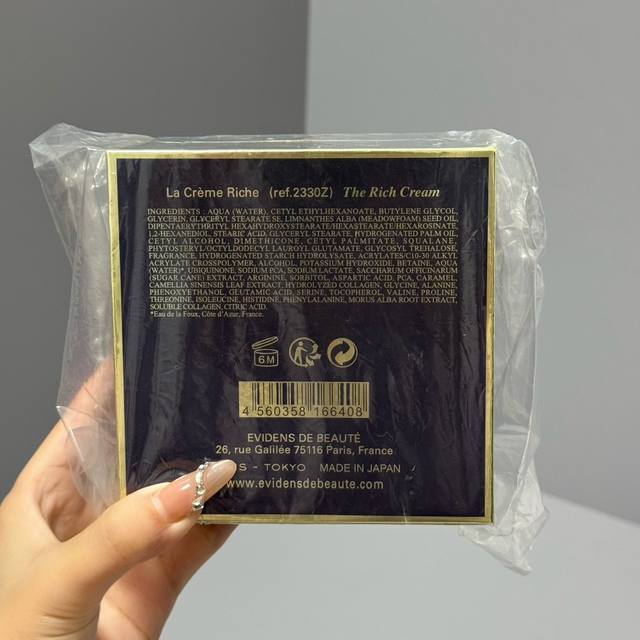 La Crème Riche (ref.2330Z) The Rich Cream
INGREDIENTS : AQUA (WATER), CETYL ETHYLHEXANOATE, BUTYLENE GLYCOL,
GLYCERIN, GLYCERYL STEARATE SE, LIMNANTHES ALBA (MEADOWFOAM) SEED OIL,
DIPENTAERYTHRITYL HEXAHYDROXYSTEARATE/HEXASTEARATE/HEXAROSINATE,
1,2-HEXANEDIOL, STEARIC ACID, GLYCERYL STEARATE, HYDROGENATED PALM OIL,
CETYL ALCOHOL, DIMETHICONE, CETYL PALMITATE, SQUALANE,
PHYTOSTERYL/OCTYLDODECYL LAUROYL GLUTAMATE, GLYCOSYL TREHALOSE,
FRAGRANCE, HYDROGENATED STARCH HYDROLYSATE, ACRYLATES/C10-30 ALKYL
ACRYLATE CROSSPOLYMER, ALCOHOL, POTASSIUM HYDROXIDE, BETAINE, AQUA
(WATER)*, UBIQUINONE, SODIUM PCA, SODIUM LACTATE, SACCHARUM OFFICINARUM
(SUGAR CANE) EXTRACT, ARGININE, SORBITOL, ASPARTIC ACID, PCA, CARAMEL,
CAMELLIA SINENSIS LEAF EXTRACT, HYDROLYZED COLLAGEN, GLYCINE, ALANINE,
PHENOXYETHANOL, GLUTAMIC ACID, SERINE, TOCOPHEROL, VALINE, PROLINE,
THREONINE, ISOLEUCINE, HISTIDINE, PHENYLALANINE, MORUS ALBA ROOT EXTRACT,
SOLUBLE COLLAGEN, CITRIC ACID.
*Eau de la Foux, Côte d'Azur, France.
6M
4 560358 166408
EVIDENS DE BEAUTÉ
26, rue Galilée 75116 Paris, France
S - TOKYO MADE IN JAPAN
www.evidensdebeaute.com